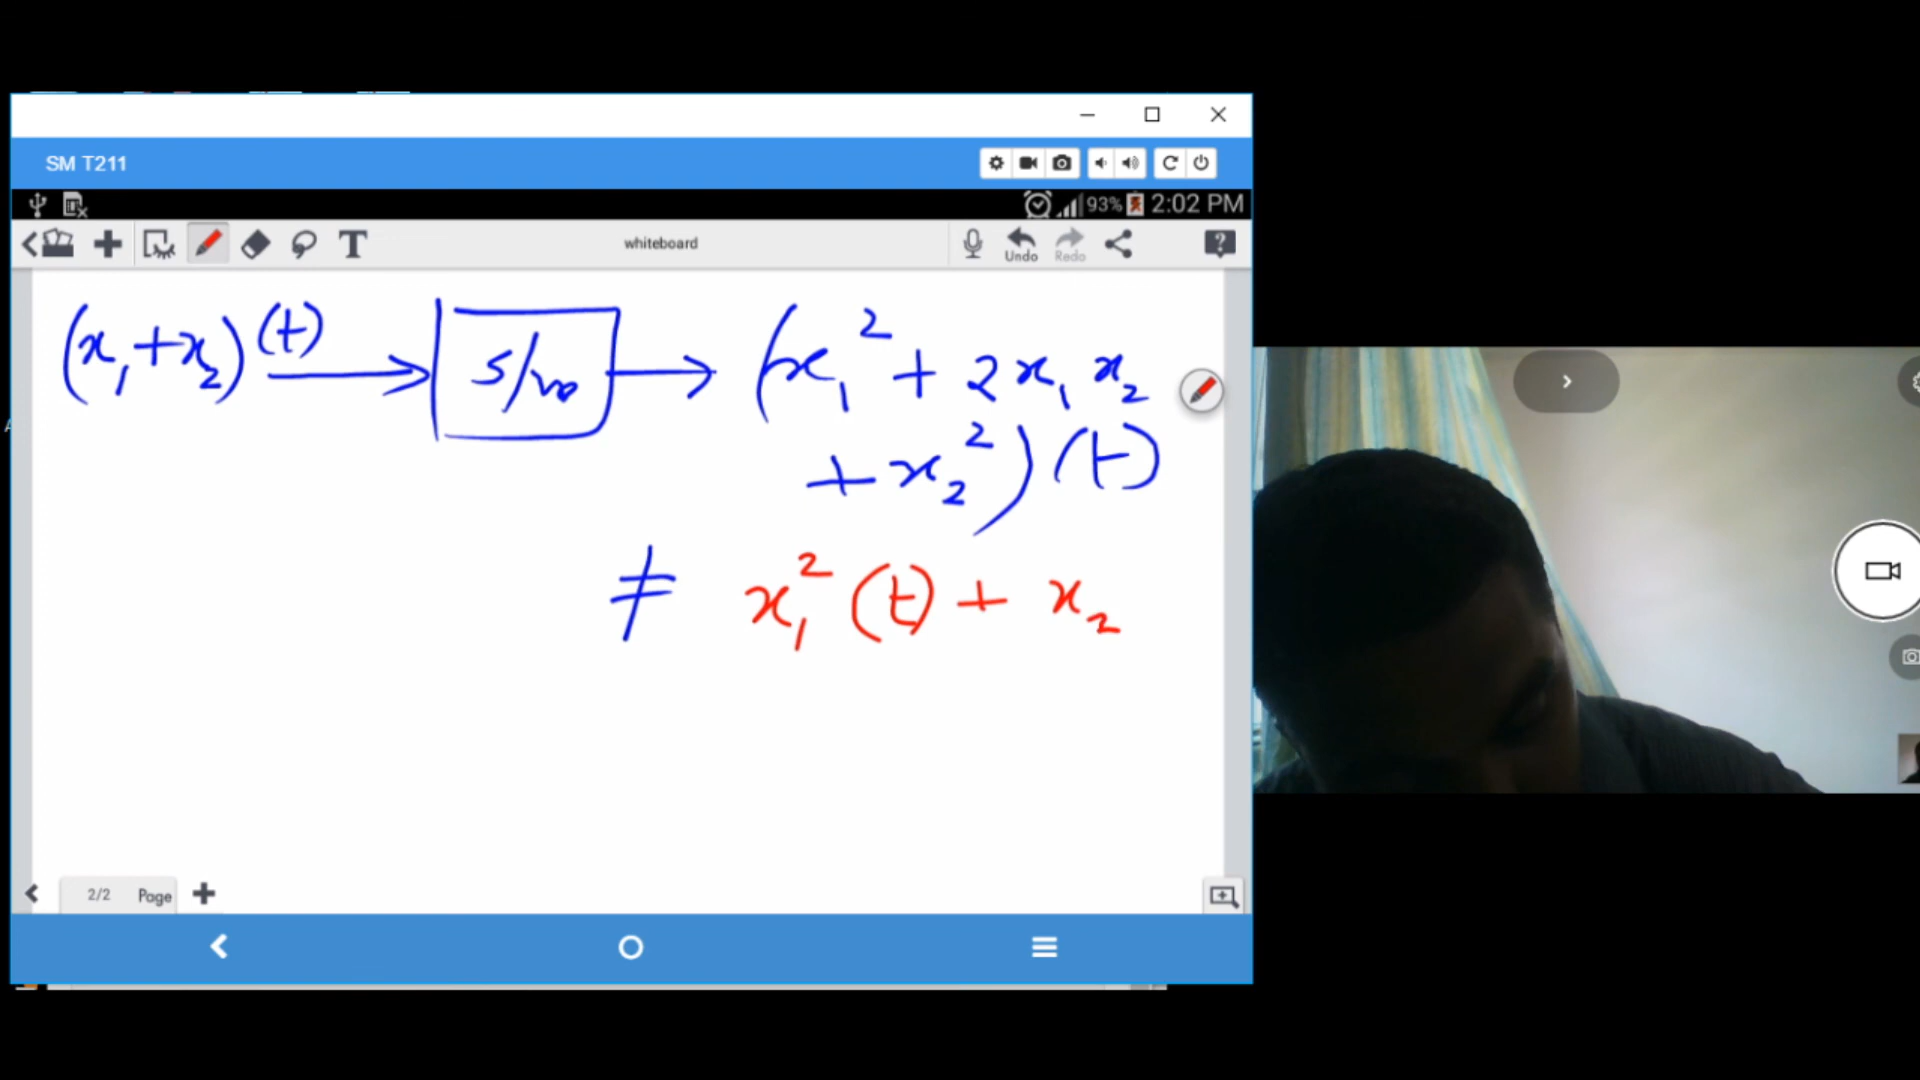 SM T211
93% 2:02 PM
whiteboard
Undo
Redo
T
(x₁+x₂)(t) → S/m → (x₁² + 2x₁x₂
+ x₂²)(t)
≠ x₁²(t) + x₂
2/2 Page